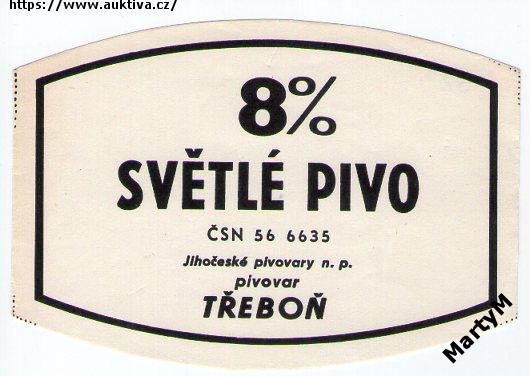 https://www.auktiva.cz/
8%
SVĚTLÉ PIVO
ČSN 56 6635
Jihočeské pivovary n. p.
pivovar
TŘEBOŇ
MartyM